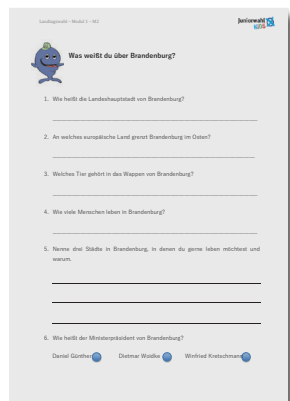 Landtagswahl – Modul 1 – M2
Juniorwahl
KIDS
Was weißt du über Brandenburg?
1. Wie heißt die Landeshauptstadt von Brandenburg?
2. An welches europäische Land grenzt Brandenburg im Osten?
3. Welches Tier gehört in das Wappen von Brandenburg?
4. Wie viele Menschen leben in Brandenburg?
5. Nenne drei Städte in Brandenburg, in denen du gerne leben möchtest und
warum.
6. Wie heißt der Ministerpräsident von Brandenburg?
Daniel Günther Dietmar Woidke Winfried Kretschmann